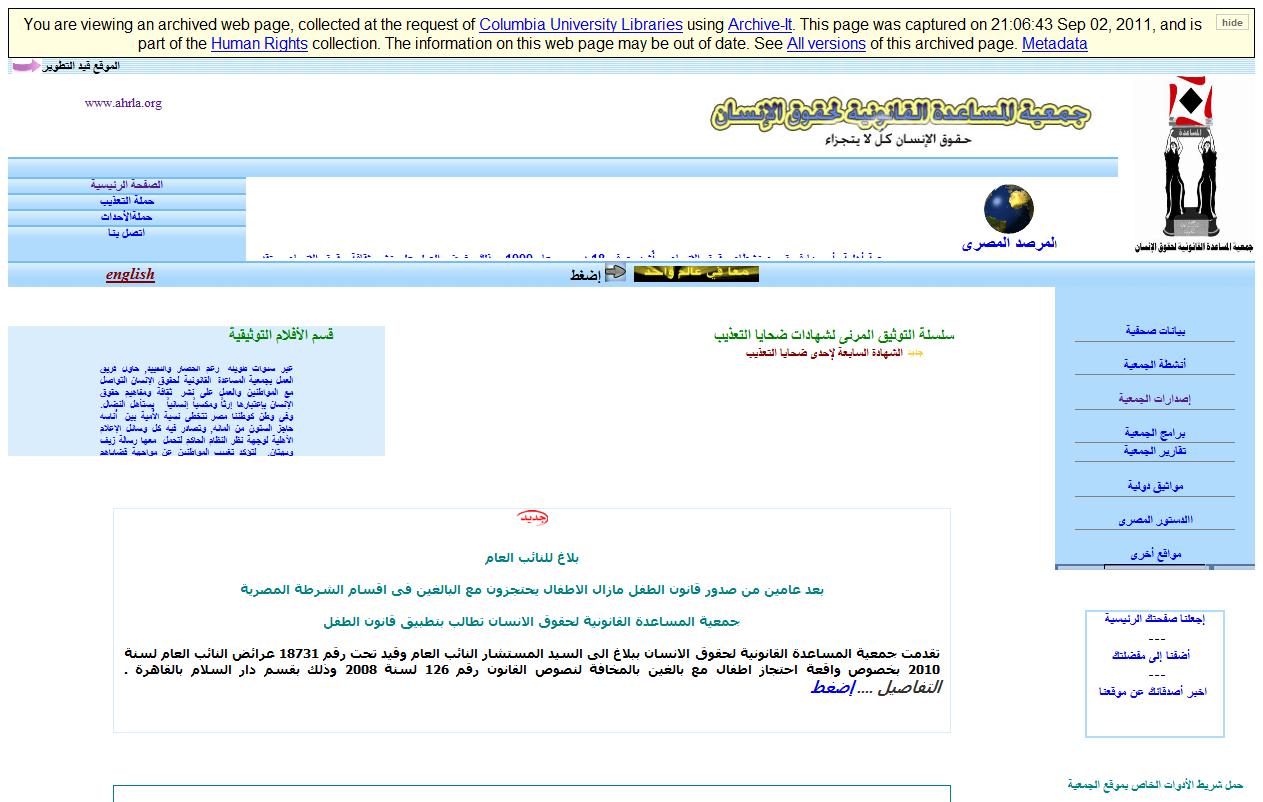 You are viewing an archived web page, collected at the request of Columbia University Libraries using Archive-It. This page was captured on 21:06:43 Sep 02, 2011, and is
part of the Human Rights collection. The information on this web page may be out of date. See All versions of this archived page. Metadata
hide
الموقع قيد التطوير
www.ahrla.org
جمعية المساعدة القانونية لحقوق الإنسان
حقوق الإنسان كل لا يتجزاء
المساعدة
جمعية المساعدة القانونية لحقوق الإنسان
الصفحة الرئيسية
حملة التعذيب
حملةالأحداث
اتصل بنا
المرصد المصرى
english
معا في عالم واحد
إضغط
بيانات صحفية
أنشطة الجمعية
إصدارات الجمعية
برامج الجمعية
تقارير الجمعية
مواثيق دولية
االدستور المصرى
مواقع أخرى
سلسلة التوثيق المرئى لشهادات ضحايا التعذيب
جديد الشهادة السابعة لإحدى ضحايا التعذيب
قسم الأفلام التوثيقية
عبر سنوات طويلة رغم الحصار والتقييد, حاول فريق
العمل بجمعية المساعدة القانونية لحقوق الإنسان التواصل
مع المواطنين والعمل على نشر ثقافة ومفاهيم حقوق
الإنسان بإعتبارها إرثاً ومكسباً إنسانياً يستأهل النضال.
وفي وطن كوطننا مصر تتخطى نسبة الأمية بين أناسه
حاجز الستون من المائة, وتصادر فيه كل وسائل الإعلام
الأهلية لوجهة نظر النظام الحاكم لتحمل معها رسالة زيف
وبهتان. لتؤكد تغييب المواطنين عن مواجهة قضاياهم
جديد
بلاغ للنائب العام
بعد عامين من صدور قانون الطفل مازال الاطفال يحتجزون مع البالغين فى اقسام الشرطة المصرية
جمعية المساعدة القانونية لحقوق الانسان تطالب بتطبيق قانون الطفل
تقدمت جمعية المساعدة القانونية لحقوق الانسان ببلاغ الى السيد المستشار النائب العام وقيد تحت رقم 18731 عرائض النائب العام لسنة
2010 بخصوص واقعة احتجاز اطفال مع بالغين بالمخافة لنصوص القانون رقم 126 لسنة 2008 وذلك بقسم دار السلام بالقاهرة .
التفاصيل .... إضغط
إجعلنا صفحتك الرئيسية
---
أضفنا إلى مفضلتك
---
اخبر أصدقائك عن موقعنا
حمل شريط الأدوات الخاص بموقع الجمعية